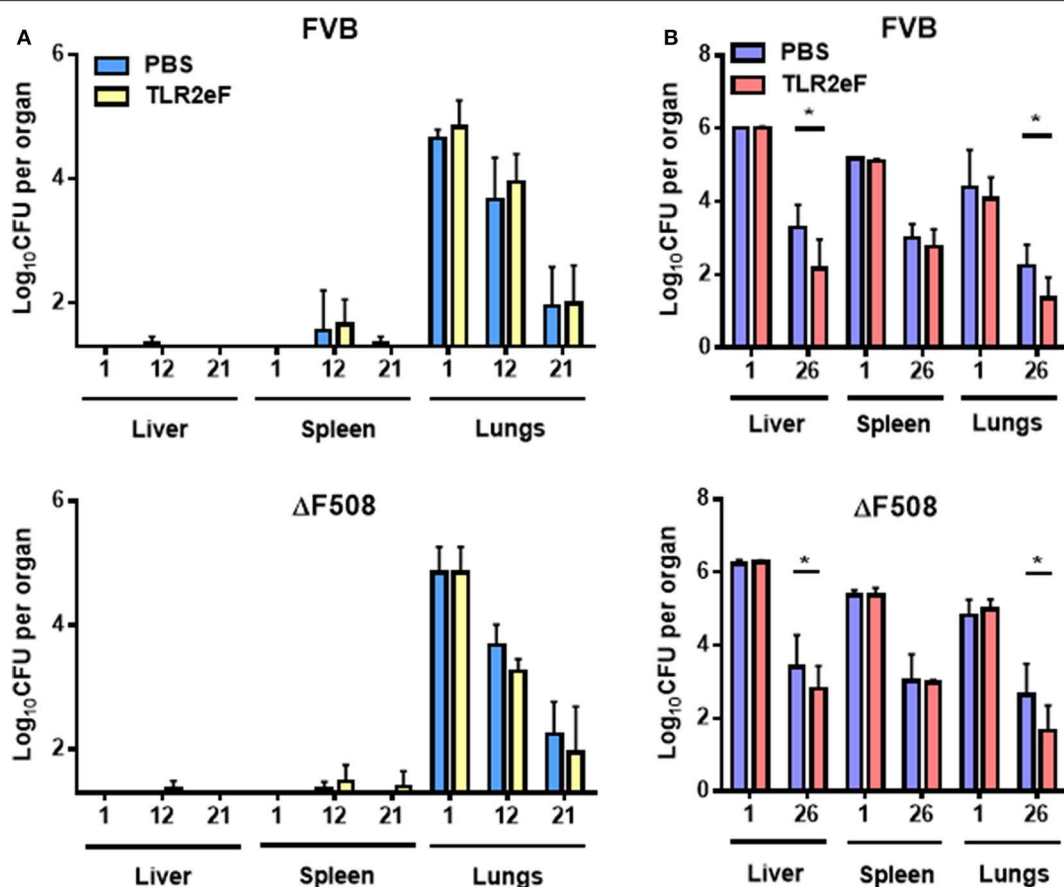 A
FVB
PBS
TLR2eF
Log₁₀CFU per organ
6
4
2
1 12 21 1 12 21 1 12 21
Liver Spleen Lungs
B
FVB
PBS
TLR2eF
Log₁₀CFU per organ
8
6
4
2
0
* *
1 26 1 26 1 26
Liver Spleen Lungs
ΔF508
Log₁₀CFU per organ
6
4
2
1 12 21 1 12 21 1 12 21
Liver Spleen Lungs
ΔF508
Log₁₀CFU per organ
8
6
4
2
0
* *
1 26 1 26 1 26
Liver Spleen Lungs